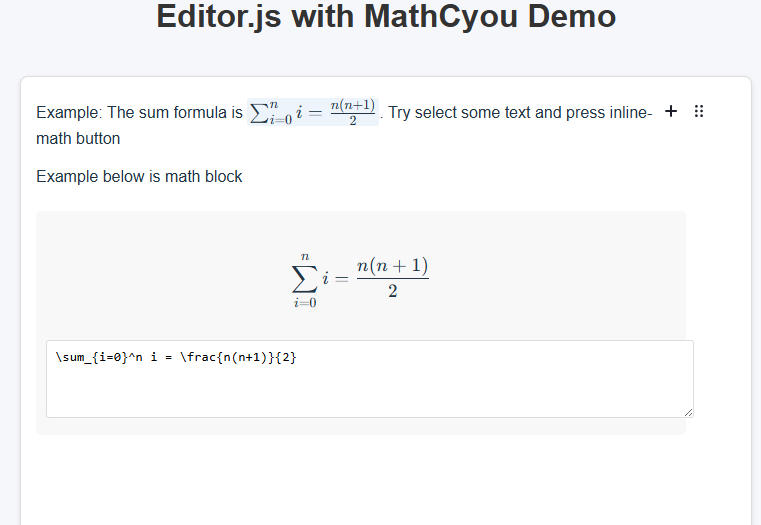 Editor.js with MathCyou Demo
Example: The sum formula is \sum_{i=0}^{n} i = \frac{n(n+1)}{2} . Try select some text and press inline-
math button
Example below is math block
\sum_{i=0}^{n} i = \frac{n(n+1)}{2}
\sum_{i=0}^n i = \frac{n(n+1)}{2}